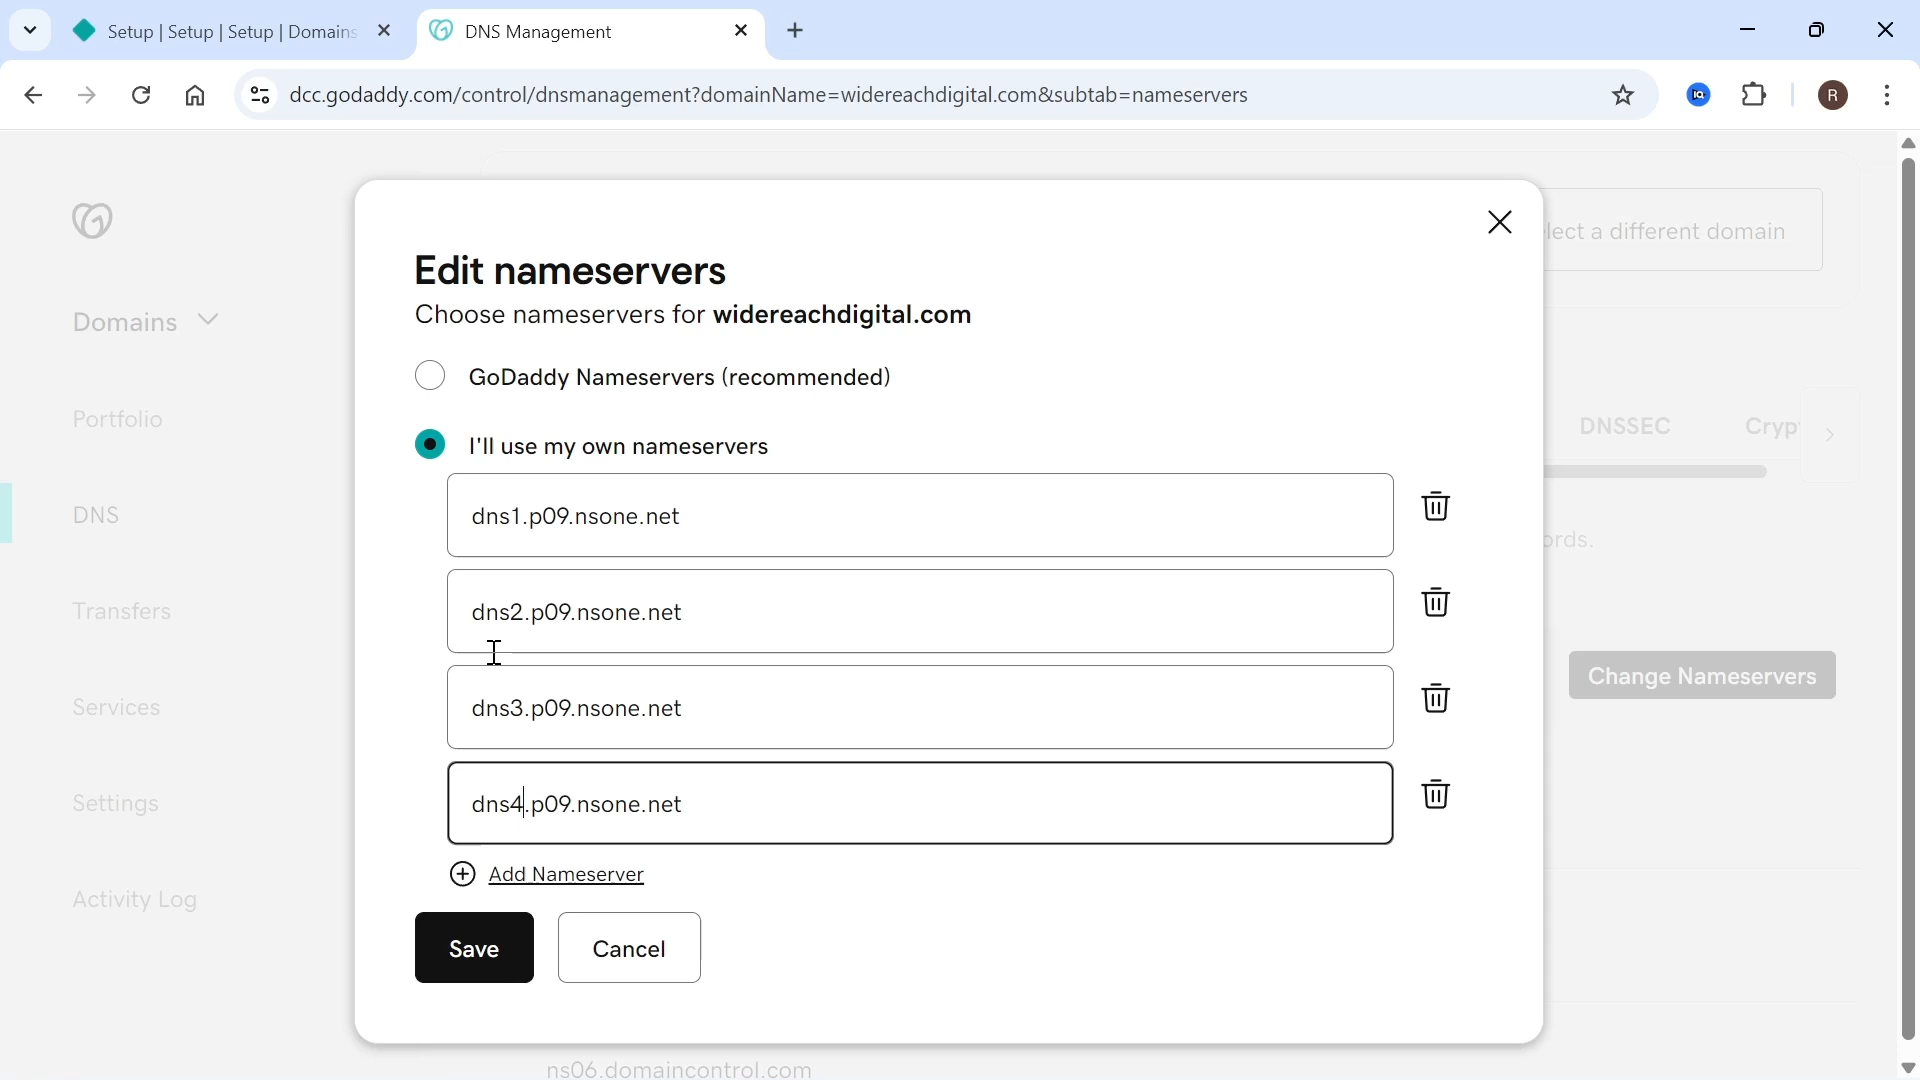 Setup | Setup | Setup | Domains
DNS Management
dcc.godaddy.com/control/dnsmanagement?domainName=widereachdigital.com&subtab=nameservers
R
elect a different domain
Edit nameservers
Choose nameservers for widereachdigital.com
Domains
GoDaddy Nameservers (recommended)
Portfolio
DNSSEC
Cryp
I'll use my own nameservers
dns1.p09.nsone.net
DNS
ords.
dns2.p09.nsone.net
Transfers
Change Nameservers
dns3.p09.nsone.net
Services
dns4.p09.nsone.net
Settings
Add Nameserver
Activity Log
Save
Cancel
ns06.domaincontrol.com